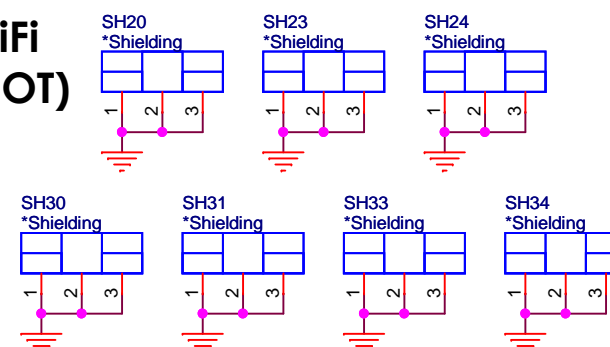 iFi
OT)
SH20
*Shielding
1 2 3
SH23
*Shielding
1 2 3
SH24
*Shielding
1 2 3
SH30
*Shielding
1 2 3
SH31
*Shielding
1 2 3
SH33
*Shielding
1 2 3
SH34
*Shielding
1 2 3